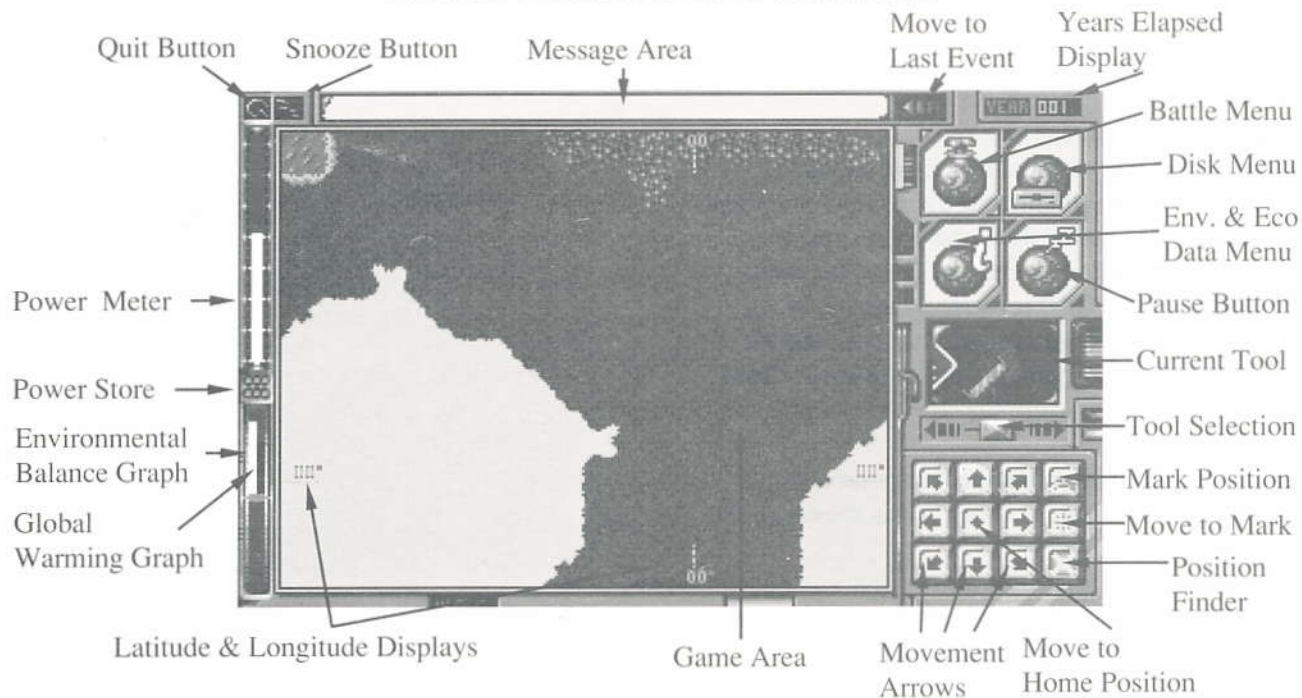 Move to
Last Event
Years Elapsed
Display
Quit Button
Snooze Button
Message Area
YEAR 001
00
Battle Menu
Disk Menu
Env. & Eco
Data Menu
Pause Button
Power Meter
Current Tool
Power Store
Tool Selection
Environmental
Balance Graph
Mark Position
Global
Warming Graph
Move to Mark
00
Position
Finder
Latitude & Longitude Displays
Game Area
Movement
Arrows
Move to
Home Position